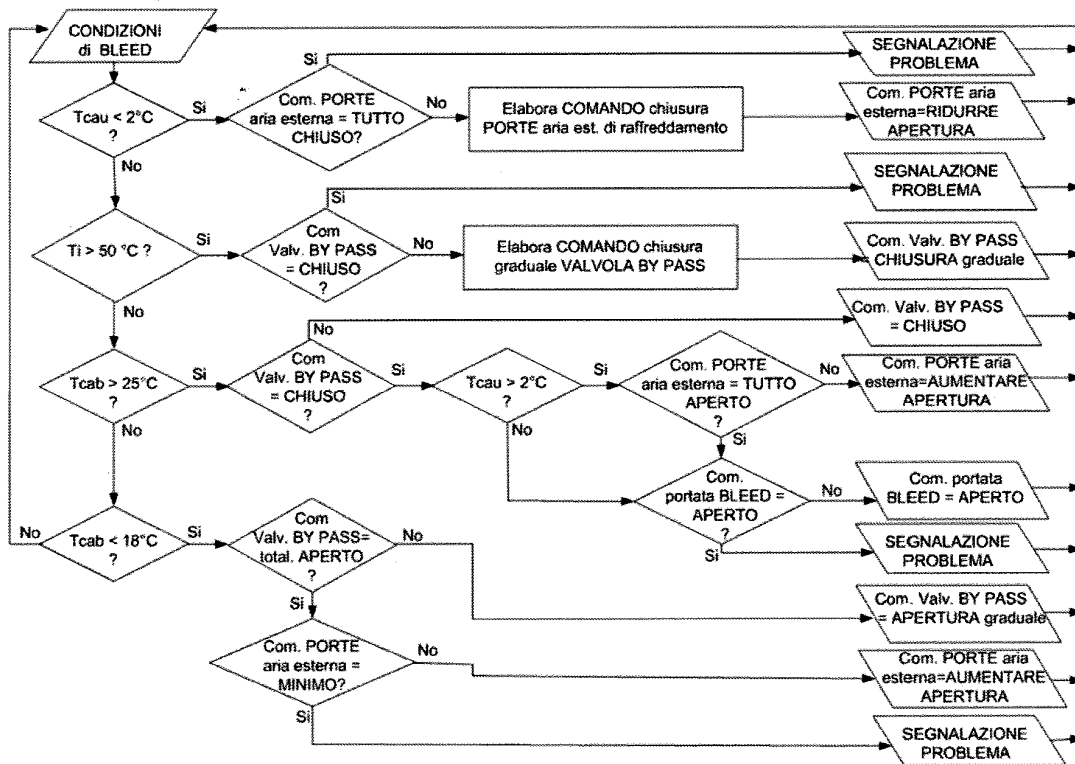 CONDIZIONI
di BLEED
Tcau < 2°C
?
Si
No
Com. PORTE
aria esterna = TUTTO
CHIUSO?
Si
No
Elabora COMANDO chiusura
PORTE aria est. di raffreddamento
SEGNALAZIONE
PROBLEMA
Com. PORTE aria
esterna=RIDURRE
APERTURA
Ti > 50 °C ?
Si
No
Com
Valv. BY PASS
= CHIUSO
?
Si
No
Elabora COMANDO chiusura
graduale VALVOLA BY PASS
SEGNALAZIONE
PROBLEMA
Com. Valv. BY PASS
CHIUSURA graduale
Tcab > 25°C
?
Si
No
Com
Valv. BY PASS
= CHIUSO
?
No
Si
Com. Valv. BY PASS
= CHIUSO
Tcau > 2°C
?
Si
No
Com. PORTE
aria esterna = TUTTO
APERTO
?
No
Si
Com. PORTE aria
esterna=AUMENTARE
APERTURA
Com.
portata BLEED =
APERTO
?
No
Si
Com. portata
BLEED = APERTO
SEGNALAZIONE
PROBLEMA
No
Tcab < 18°C
?
Si
Com
Valv. BY PASS=
total. APERTO
?
No
Si
Com. Valv. BY PASS
= APERTURA graduale
Com. PORTE
aria esterna =
MINIMO?
No
Si
Com. PORTE aria
esterna=AUMENTARE
APERTURA
SEGNALAZIONE
PROBLEMA